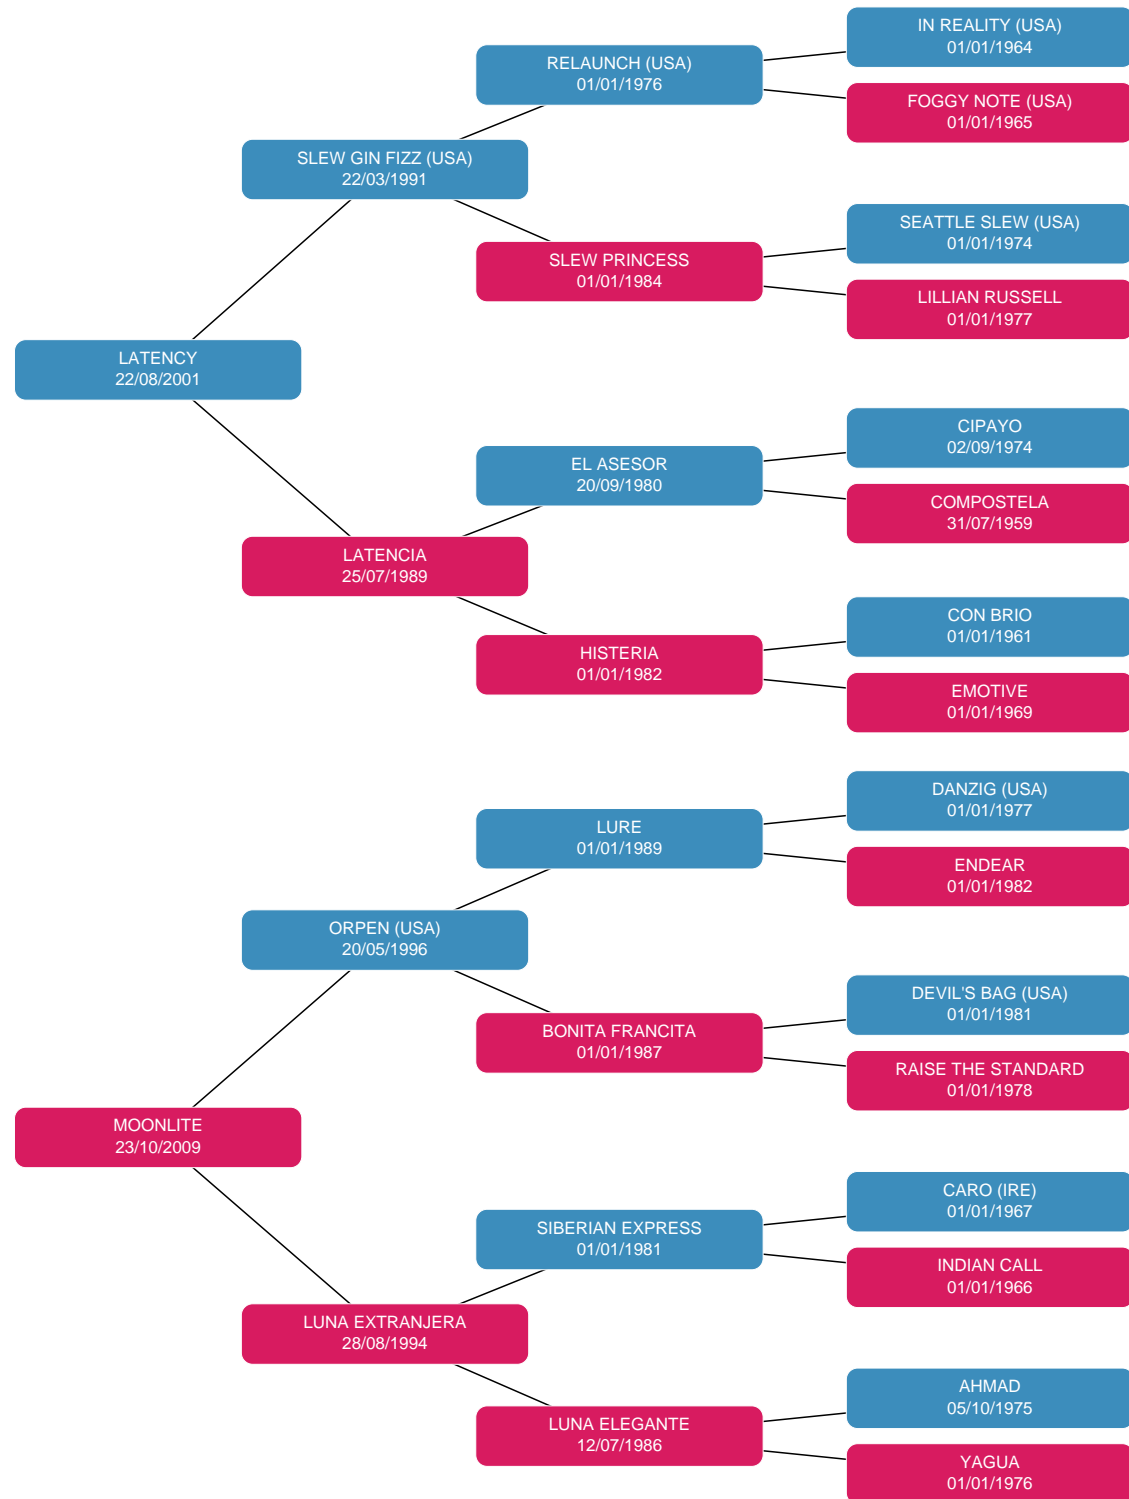 IN REALITY (USA)
01/01/1964
RELAUNCH (USA)
01/01/1976
FOGGY NOTE (USA)
01/01/1965
SLEW GIN FIZZ (USA)
22/03/1991
SEATTLE SLEW (USA)
01/01/1974
SLEW PRINCESS
01/01/1984
LILLIAN RUSSELL
01/01/1977
LATENCY
22/08/2001
CIPAYO
02/09/1974
EL ASESOR
20/09/1980
COMPOSTELA
31/07/1959
LATENCIA
25/07/1989
CON BRIO
01/01/1961
HISTERIA
01/01/1982
EMOTIVE
01/01/1969
DANZIG (USA)
01/01/1977
LURE
01/01/1989
ENDEAR
01/01/1982
ORPEN (USA)
20/05/1996
DEVIL'S BAG (USA)
01/01/1981
BONITA FRANCITA
01/01/1987
RAISE THE STANDARD
01/01/1978
MOONLITE
23/10/2009
CARO (IRE)
01/01/1967
SIBERIAN EXPRESS
01/01/1981
INDIAN CALL
01/01/1966
LUNA EXTRANJERA
28/08/1994
AHMAD
05/10/1975
LUNA ELEGANTE
12/07/1986
YAGUA
01/01/1976